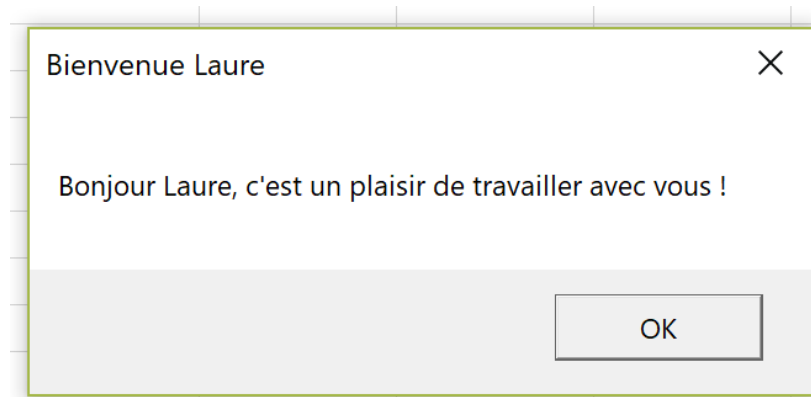 Bienvenue Laure
Bonjour Laure, c'est un plaisir de travailler avec vous !
OK